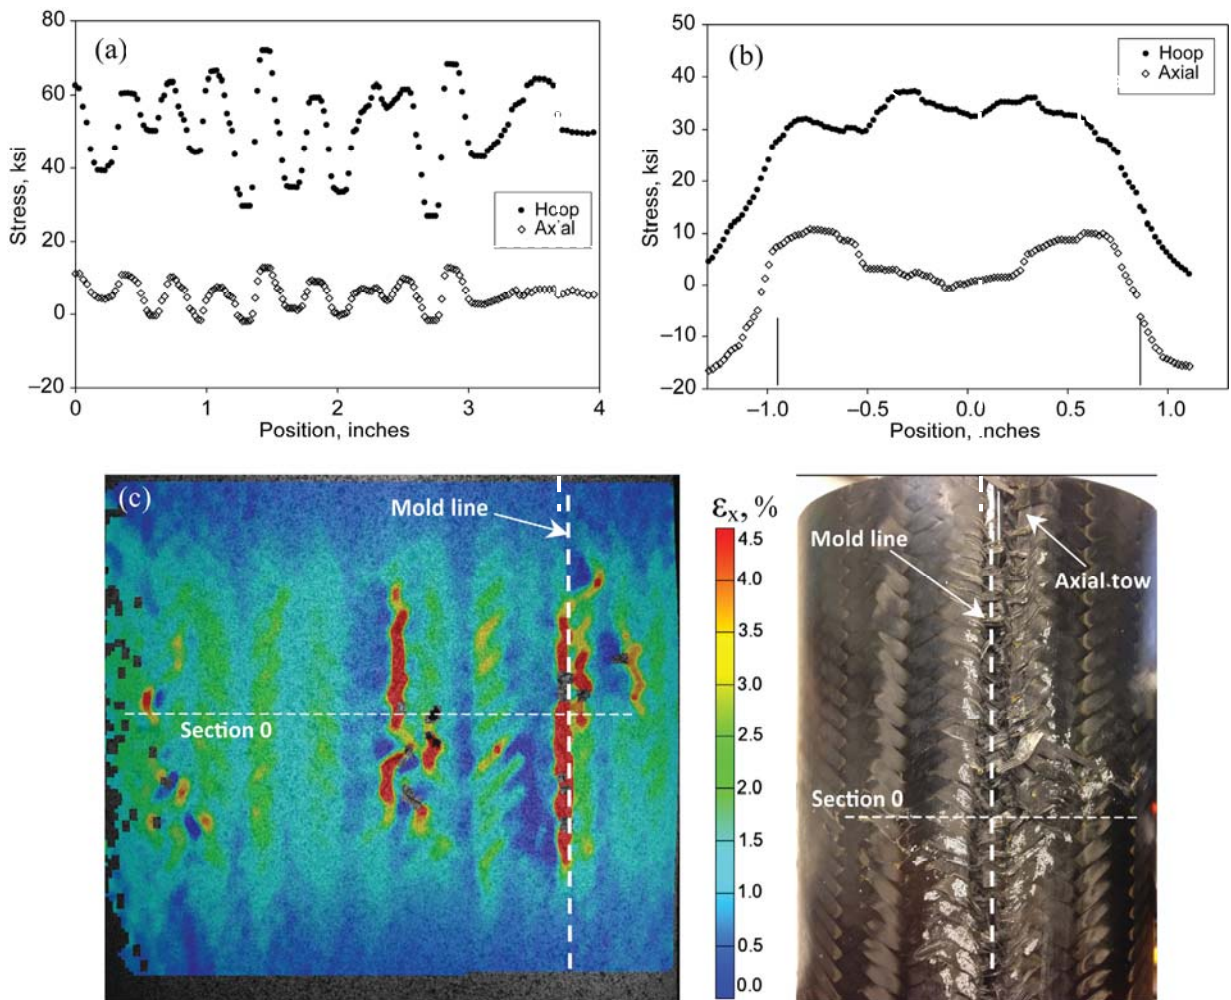 (a)
80
60
40
20
0
–20
Stress, ksi
Hoop
Axial
0
1
2
3
4
Position, inches
(b)
50
40
30
20
10
0
–10
–20
Stress, ksi
Hoop
Axial
–1.0
–0.5
0.0
0.5
1.0
Position, inches
(c)
Mold line
Section 0
εx, %
4.5
4.0
3.5
3.0
2.5
2.0
1.5
1.0
0.5
0.0
Mold line
Axial tow
Section 0